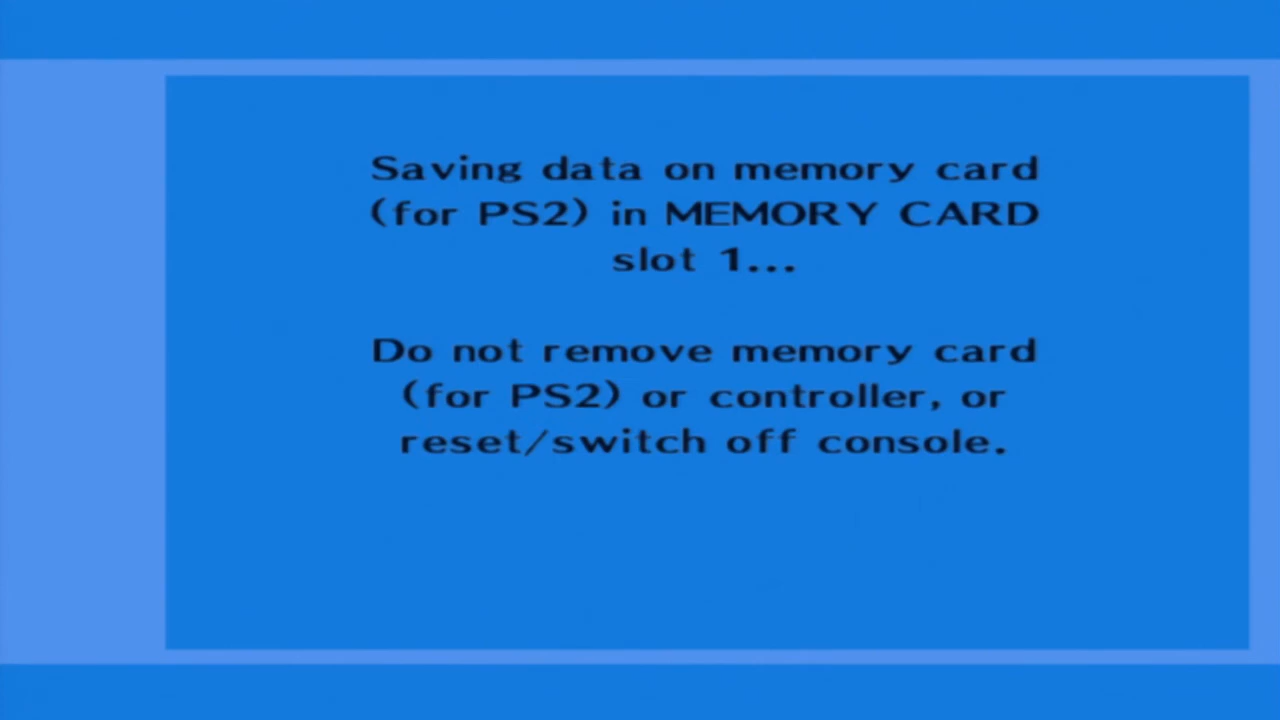 Saving data on memory card
(for PS2) in MEMORY CARD
slot 1...
Do not remove memory card
(for PS2) or controller, or
reset/switch off console.